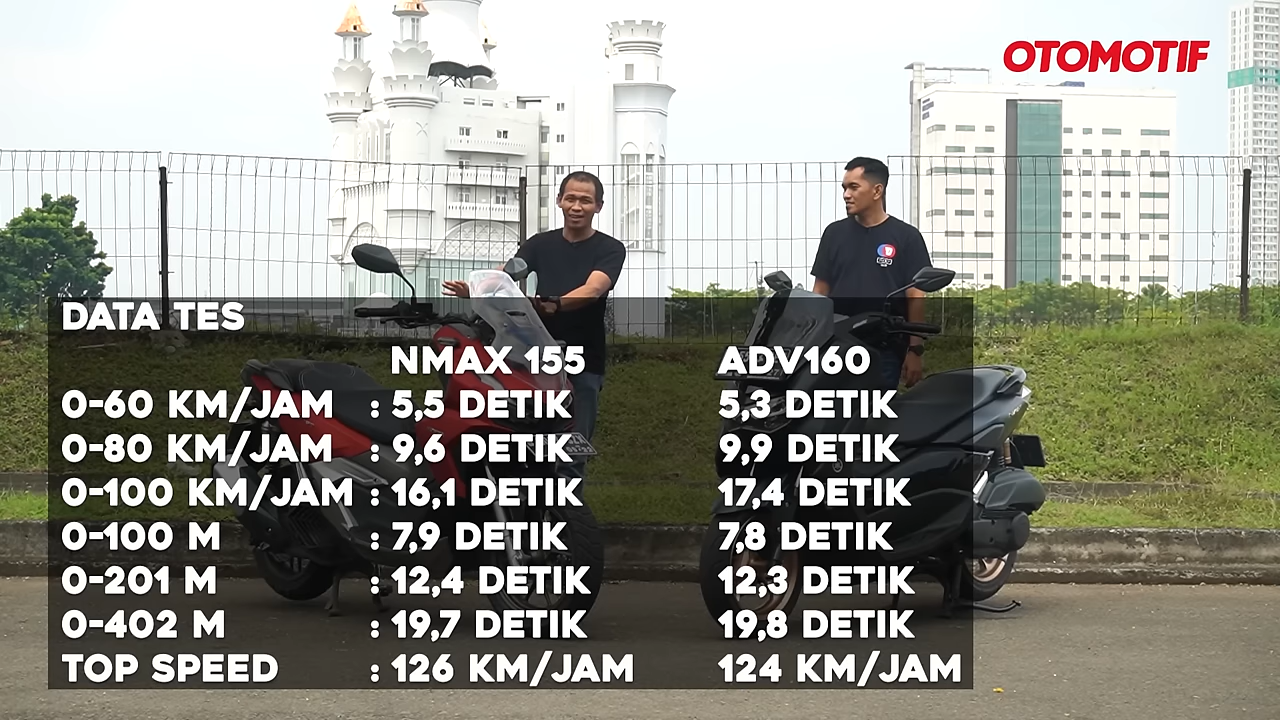 OTOMOTIF
DATA TES
NMAX 155 ADV160
0-60 KM/JAM : 5,5 DETIK 5,3 DETIK
0-80 KM/JAM : 9,6 DETIK 9,9 DETIK
0-100 KM/JAM : 16,1 DETIK 17,4 DETIK
0-100 M : 7,9 DETIK 7,8 DETIK
0-201 M : 12,4 DETIK 12,3 DETIK
0-402 M : 19,7 DETIK 19,8 DETIK
TOP SPEED : 126 KM/JAM 124 KM/JAM